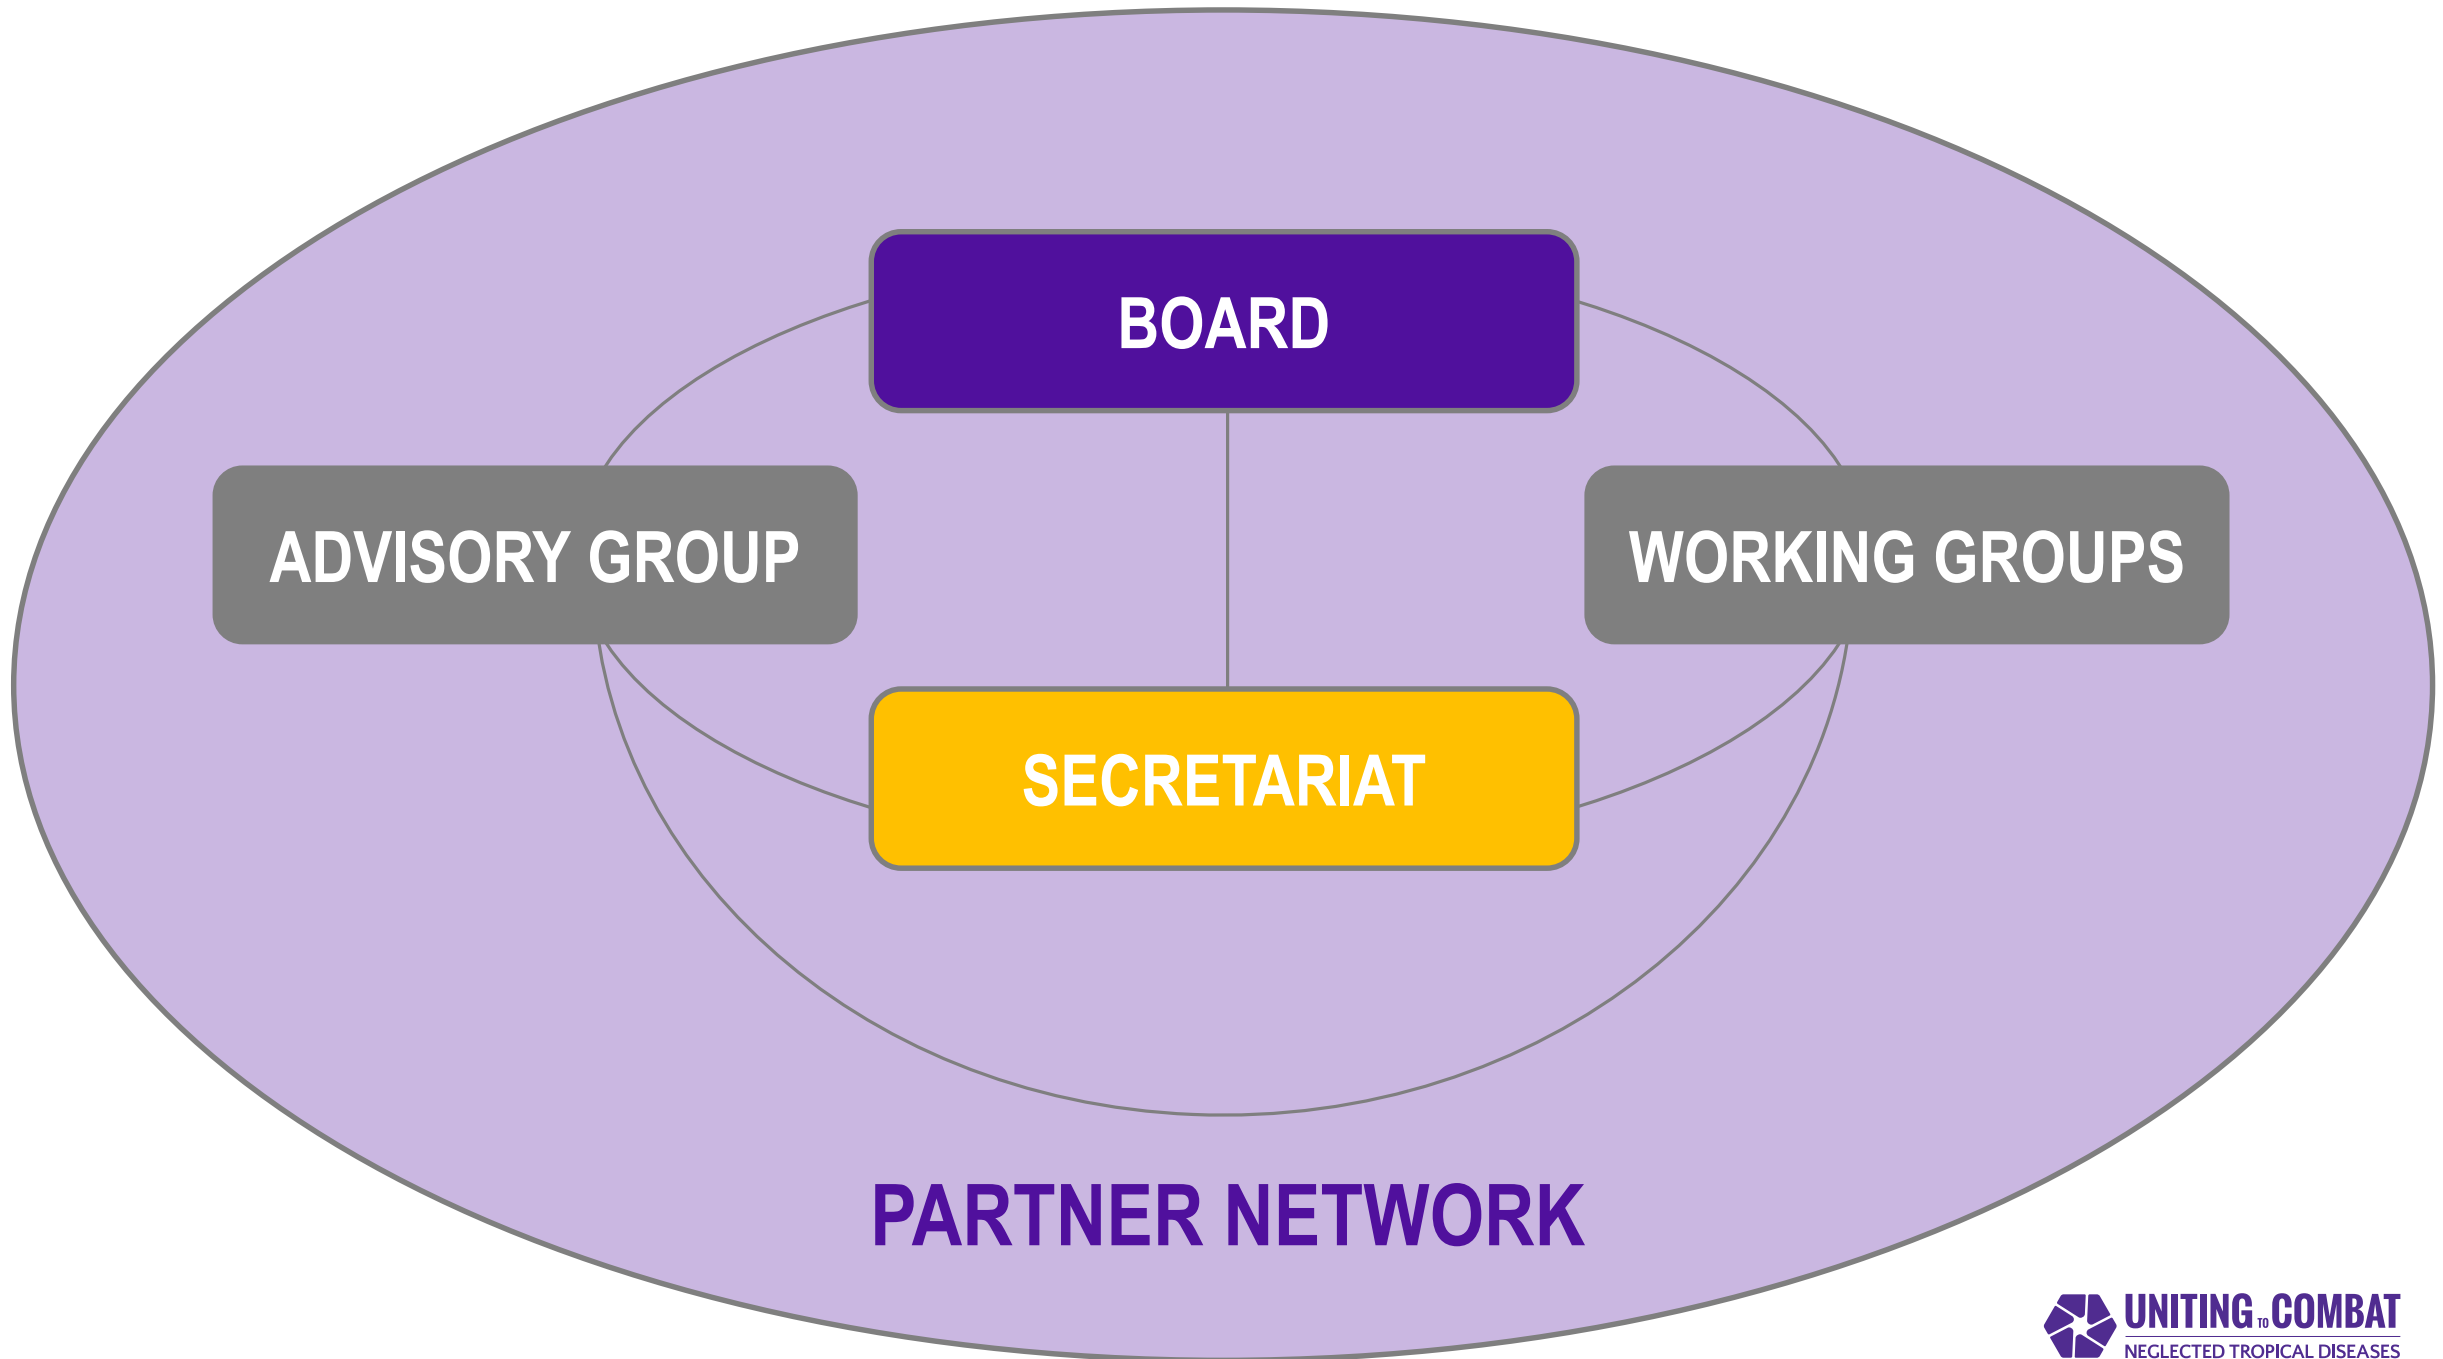 BOARD
ADVISORY GROUP
WORKING GROUPS
SECRETARIAT
PARTNER NETWORK
UNITING TO COMBAT
NEGLECTED TROPICAL DISEASES